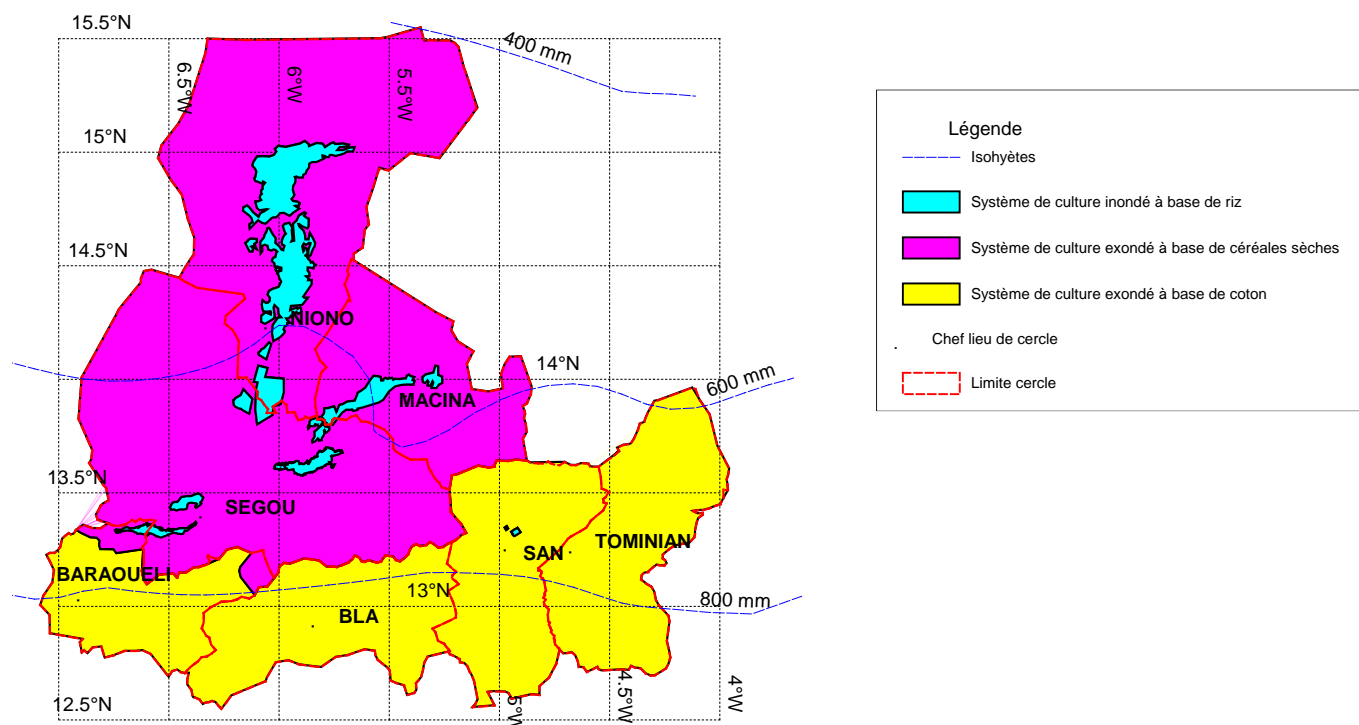 15.5°N
400 mm
6.5°W
6°W
5.5°W
15°N
14.5°N
NIONO
14°N
600 mm
MACINA
13.5°N
SEGOU
SAN
TOMINIAN
BARAOUELI
13°N
BLA
800 mm
12.5°N
5°W
4.5°W
4°W
Légende
Isohyètes
Système de culture inondé à base de riz
Système de culture exondé à base de céréales sèches
Système de culture exondé à base de coton
Chef lieu de cercle
Limite cercle